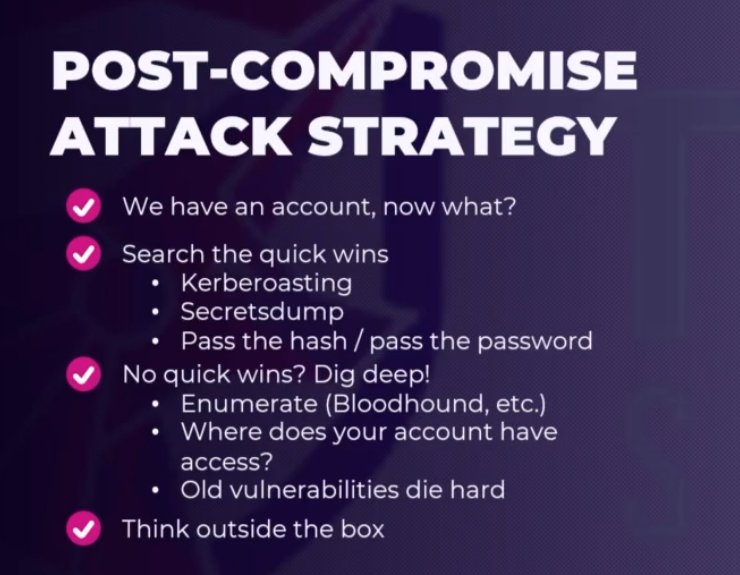 POST-COMPROMISE
ATTACK STRATEGY
We have an account, now what?
Search the quick wins
• Kerberoasting
• Secretsdump
• Pass the hash / pass the password
No quick wins? Dig deep!
• Enumerate (Bloodhound, etc.)
• Where does your account have
access?
• Old vulnerabilities die hard
Think outside the box